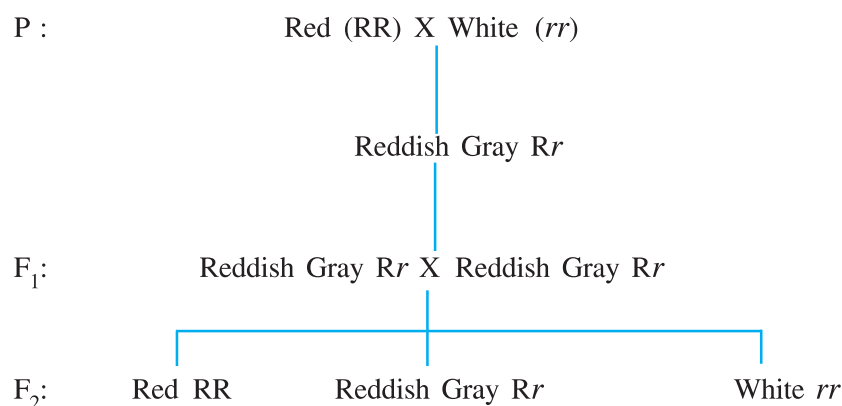 P : Red (RR) X White (rr)
Reddish Gray Rr
F1: Reddish Gray Rr X Reddish Gray Rr
F2: Red RR Reddish Gray Rr White rr